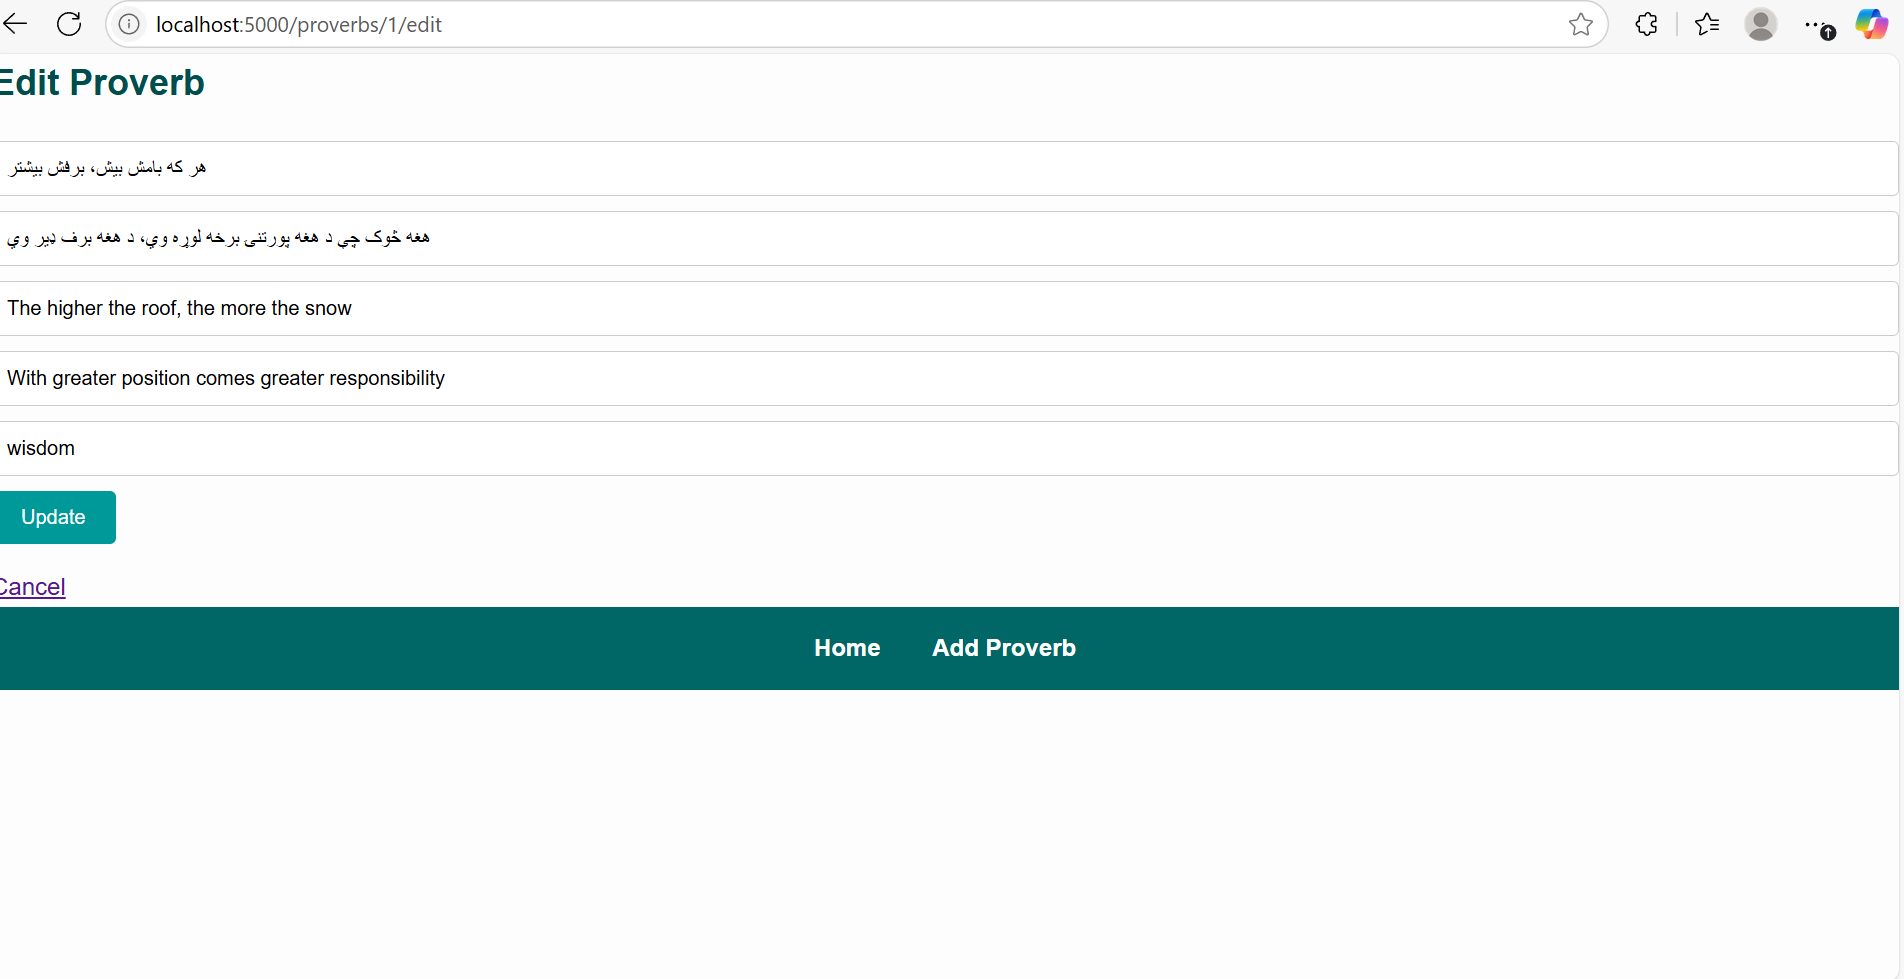 localhost:5000/proverbs/1/edit
Edit Proverb
هر که بامش بیش، برفش بیشتر
هغه څوک چې د هغه پورتنی برخه لوړه وي، د هغه برف ډیر وي
The higher the roof, the more the snow
With greater position comes greater responsibility
wisdom
Update
Cancel
Home Add Proverb